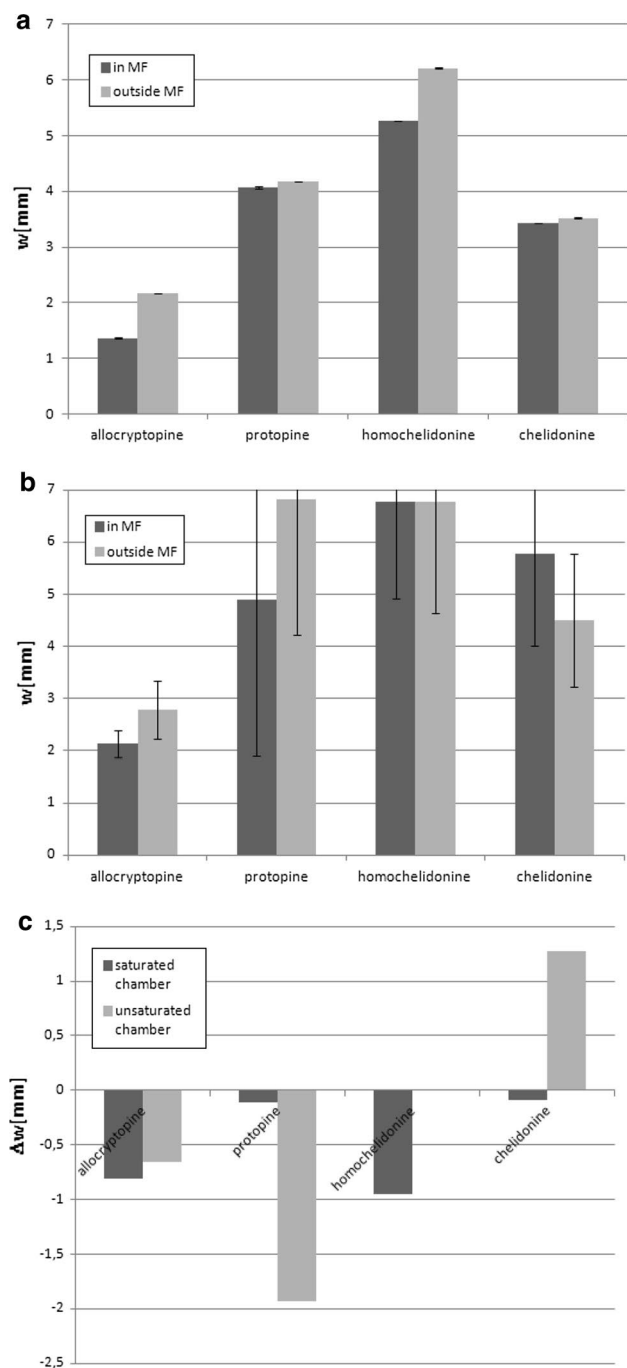 a
7
6
5
4
3
2
1
0
w[mm]
in MF
outside MF
allocryptopine protopine homochelidonine chelidonine
b
7
6
5
4
3
2
1
0
w[mm]
in MF
outside MF
allocryptopine protopine homochelidonine chelidonine
c
1,5
1
0,5
0
-0,5
-1
-1,5
-2
-2,5
Δw[mm]
saturated
chamber
unsaturated
chamber
allocryptopine
protopine
homochelidonine
chelidonine